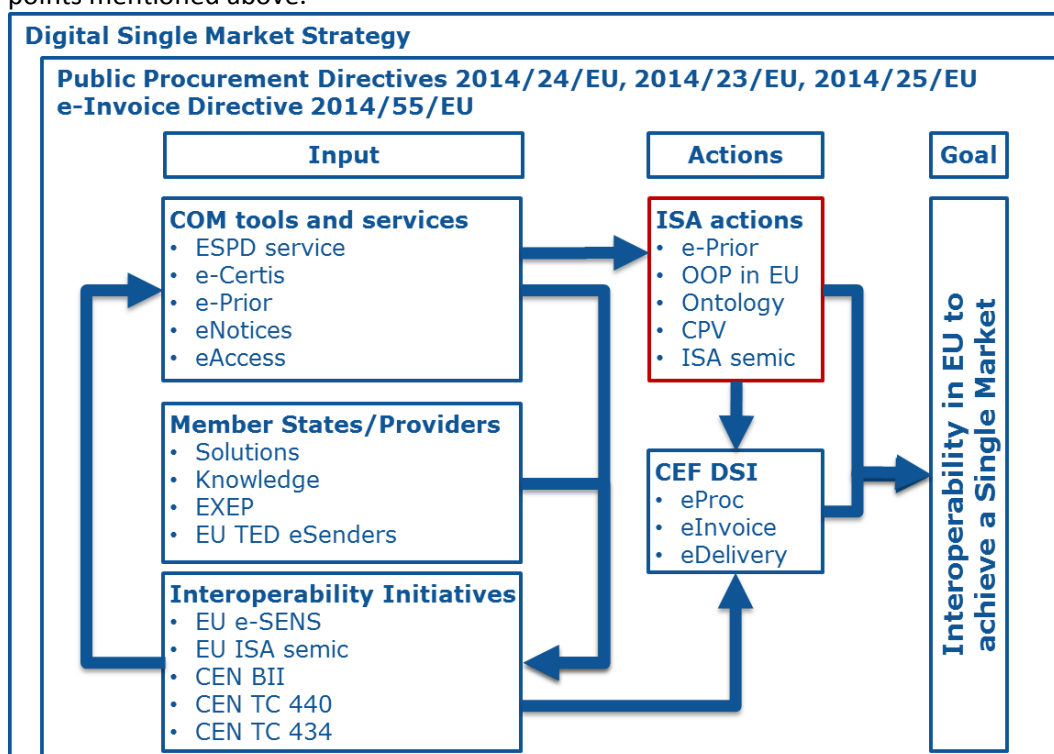 points mentioned above.
Digital Single Market Strategy
Public Procurement Directives 2014/24/EU, 2014/23/EU, 2014/25/EU
e-Invoice Directive 2014/55/EU
Input
Actions
Goal
COM tools and services
• ESPD service
• e-Certis
• e-Prior
• eNotices
• eAccess
ISA actions
• e-Prior
• OOP in EU
• Ontology
• CPV
• ISA semic
Member States/Providers
• Solutions
• Knowledge
• EXEP
• EU TED eSenders
CEF DSI
• eProc
• eInvoice
• eDelivery
Interoperability Initiatives
• EU e-SENS
• EU ISA semic
• CEN BII
• CEN TC 440
• CEN TC 434
Interoperability in EU to
achieve a Single Market